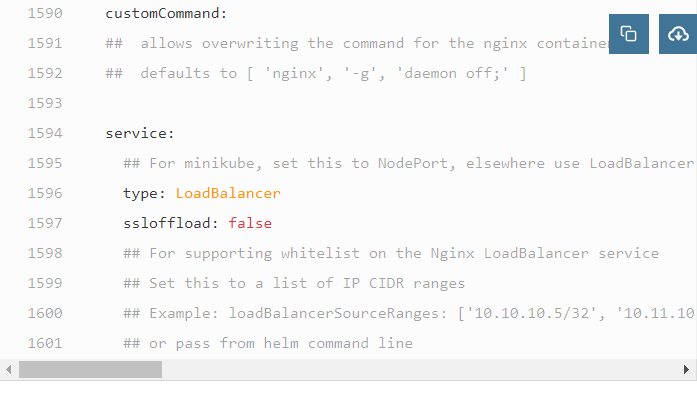 1590 customCommand:
1591 ##  allows overwriting the command for the nginx container
1592 ##  defaults to [ 'nginx', '-g', 'daemon off;' ]
1593
1594 service:
1595 ## For minikube, set this to NodePort, elsewhere use LoadBalancer
1596 type: LoadBalancer
1597 ssloffload: false
1598 ## For supporting whitelist on the Nginx LoadBalancer service
1599 ## Set this to a list of IP CIDR ranges
1600 ## Example: loadBalancerSourceRanges: ['10.10.10.5/32', '10.11.10
1601 ## or pass from helm command line